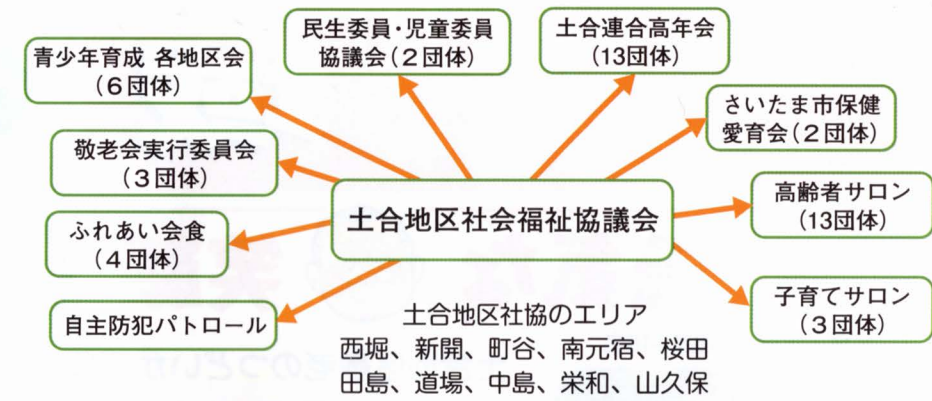 青少年育成 各地区会
(6団体)
民生委員・児童委員
協議会(2団体)
土合連合高年会
(13団体)
さいたま市保健
愛育会(2団体)
敬老会実行委員会
(3団体)
土合地区社会福祉協議会
高齢者サロン
(13団体)
ふれあい会食
(4団体)
子育てサロン
(3団体)
自主防犯パトロール
土合地区社協のエリア
西堀、新開、町谷、南元宿、桜田
田島、道場、中島、栄和、山久保